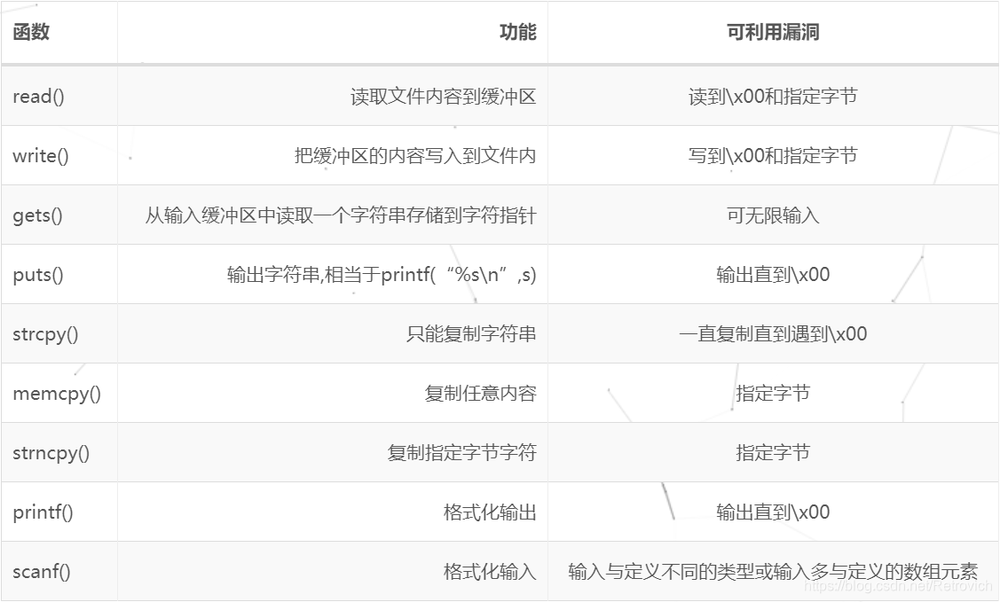 函数 功能 可利用漏洞
read() 读取文件内容到缓冲区 读到\x00和指定字节
write() 把缓冲区的内容写入到文件内 写到\x00和指定字节
gets() 从输入缓冲区中读取一个字符串存储到字符指针 可无限输入
puts() 输出字符串,相当于printf(“%s\n”,s) 输出直到\x00
strcpy() 只能复制字符串 一直复制直到遇到\x00
memcpy() 复制任意内容 指定字节
strncpy() 复制指定字节字符 指定字节
printf() 格式化输出 输出直到\x00
scanf() 格式化输入 输入与定义不同的类型或输入多与定义的数组元素
https://blog.csdn.net/Retrovich